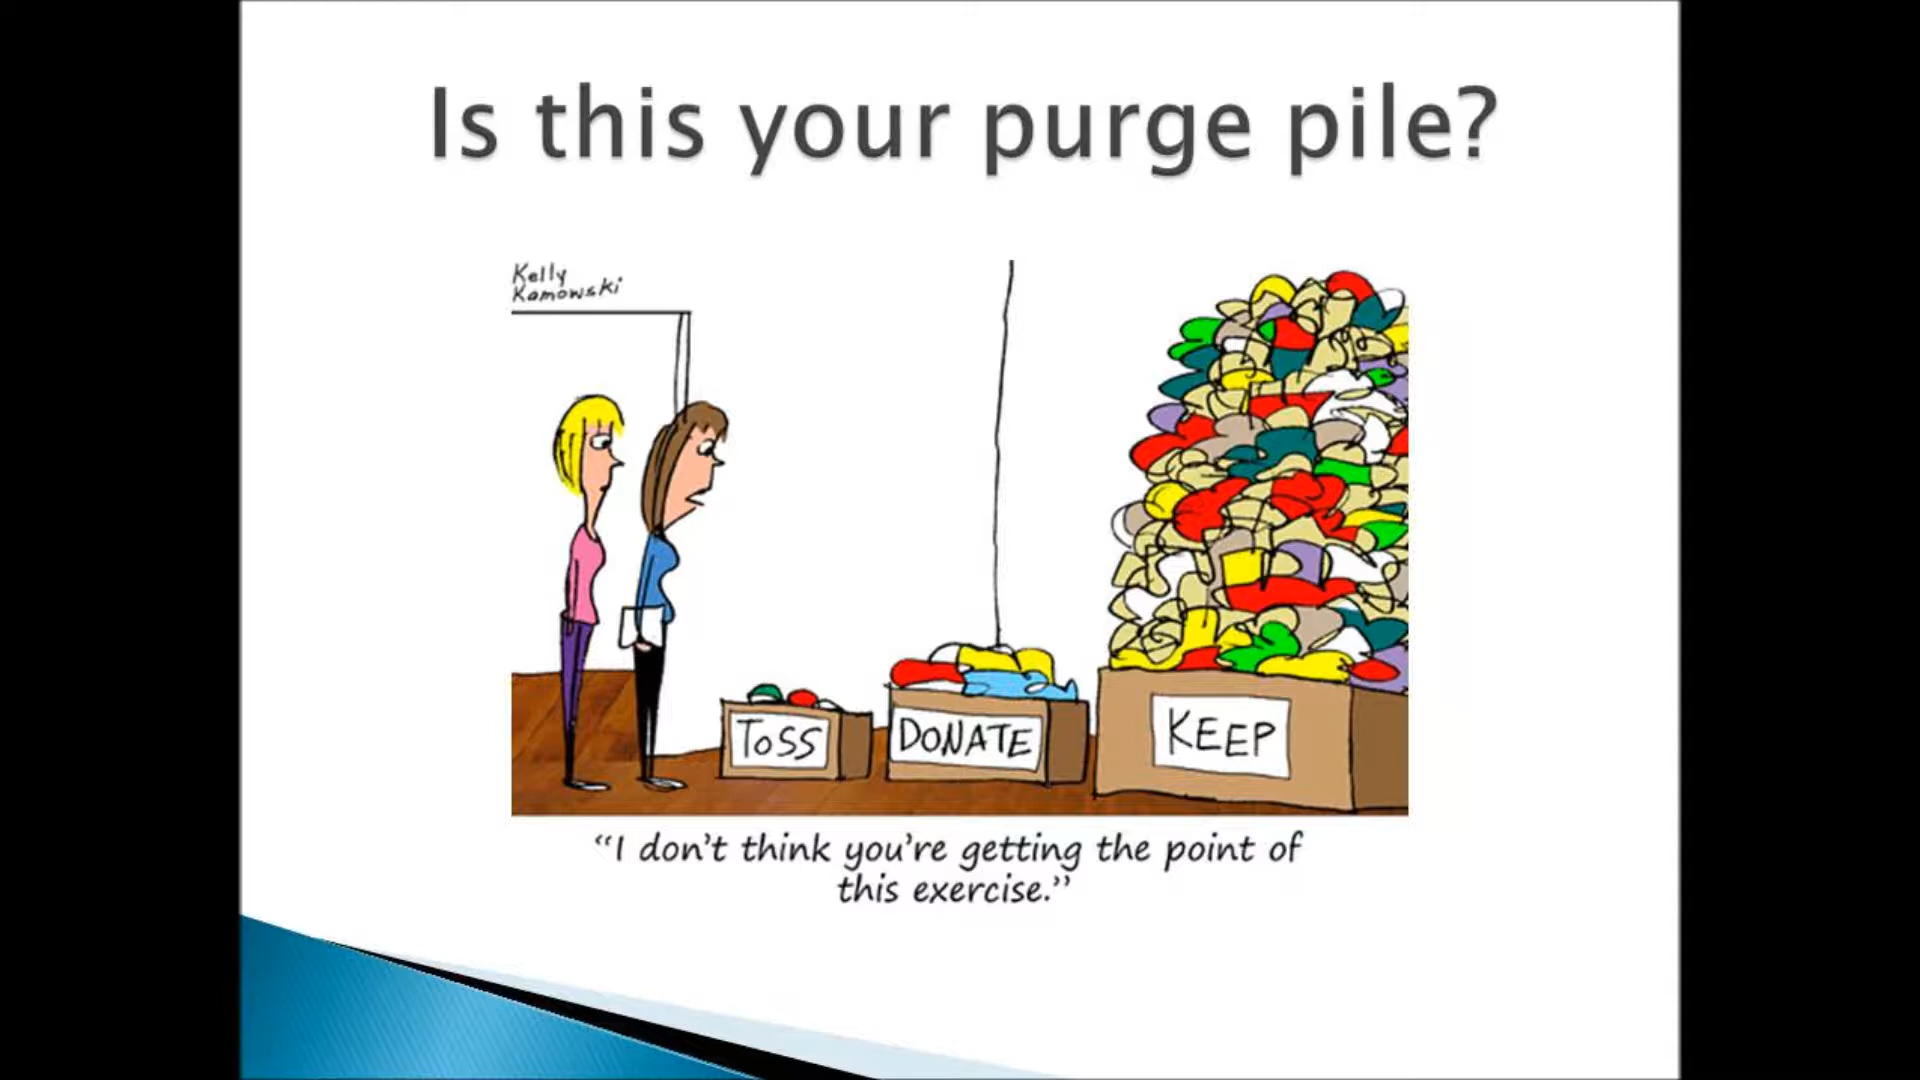 Is this your purge pile?
Kelly
Kamowski
TOSS
DONATE
KEEP
“I don’t think you’re getting the point of
this exercise.”